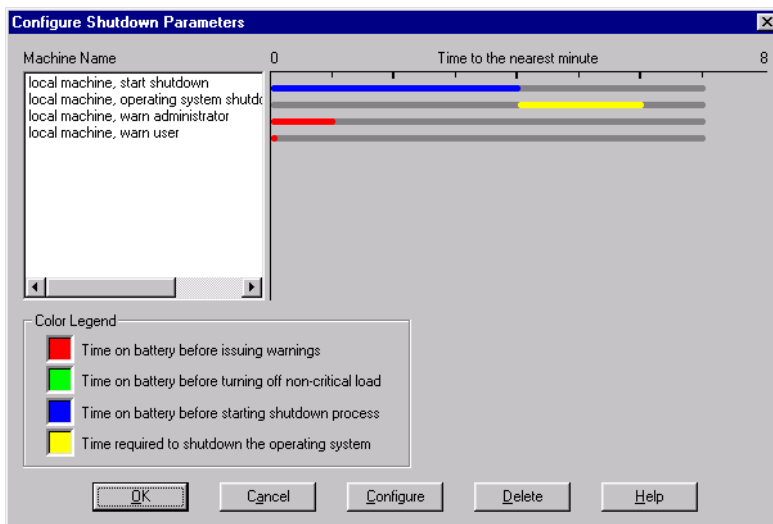 Configure Shutdown Parameters
Machine Name
0 Time to the nearest minute 8
local machine, start shutdown
local machine, operating system shutdo
local machine, warn administrator
local machine, warn user
Color Legend
Time on battery before issuing warnings
Time on battery before turning off non-critical load
Time on battery before starting shutdown process
Time required to shutdown the operating system
OK Cancel Configure Delete Help